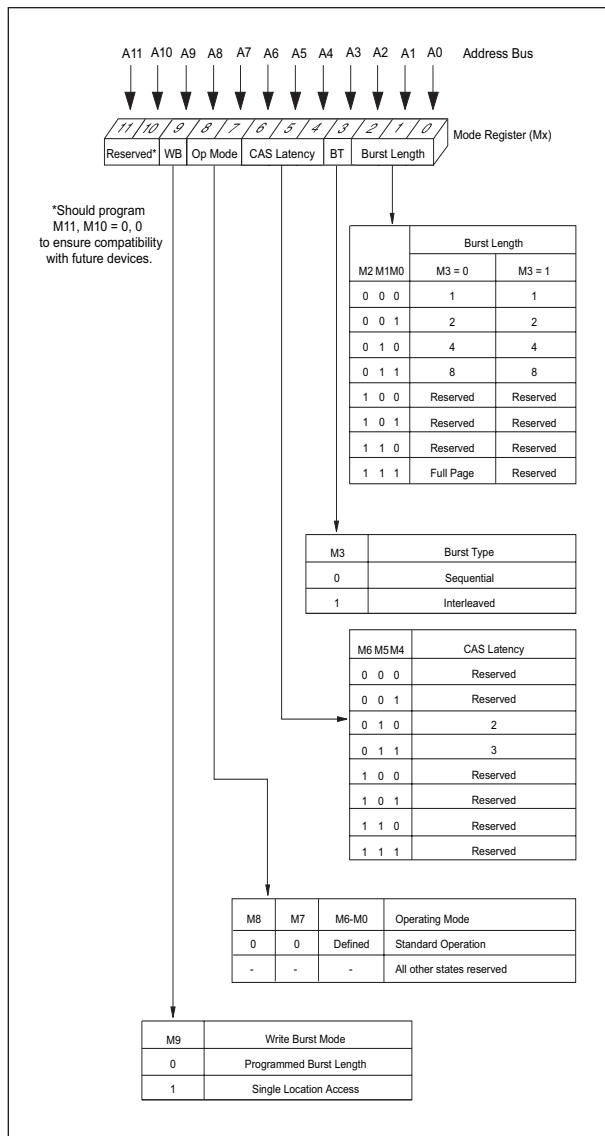 A11 A10 A9 A8 A7 A6 A5 A4 A3 A2 A1 A0 Address Bus
11 10 9 8 7 6 5 4 3 2 1 0 Mode Register (Mx)
Reserved* WB Op Mode CAS Latency BT Burst Length
*Should program
M11, M10 = 0, 0
to ensure compatibility
with future devices.
Burst Length
M2 M1 M0 M3 = 0 M3 = 1
0 0 0 1 1
0 0 1 2 2
0 1 0 4 4
0 1 1 8 8
1 0 0 Reserved Reserved
1 0 1 Reserved Reserved
1 1 0 Reserved Reserved
1 1 1 Full Page Reserved
M3 Burst Type
0 Sequential
1 Interleaved
M6 M5 M4 CAS Latency
0 0 0 Reserved
0 0 1 Reserved
0 1 0 2
0 1 1 3
1 0 0 Reserved
1 0 1 Reserved
1 1 0 Reserved
1 1 1 Reserved
M8 M7 M6-M0 Operating Mode
0 0 Defined Standard Operation
- - - All other states reserved
M9 Write Burst Mode
0 Programmed Burst Length
1 Single Location Access